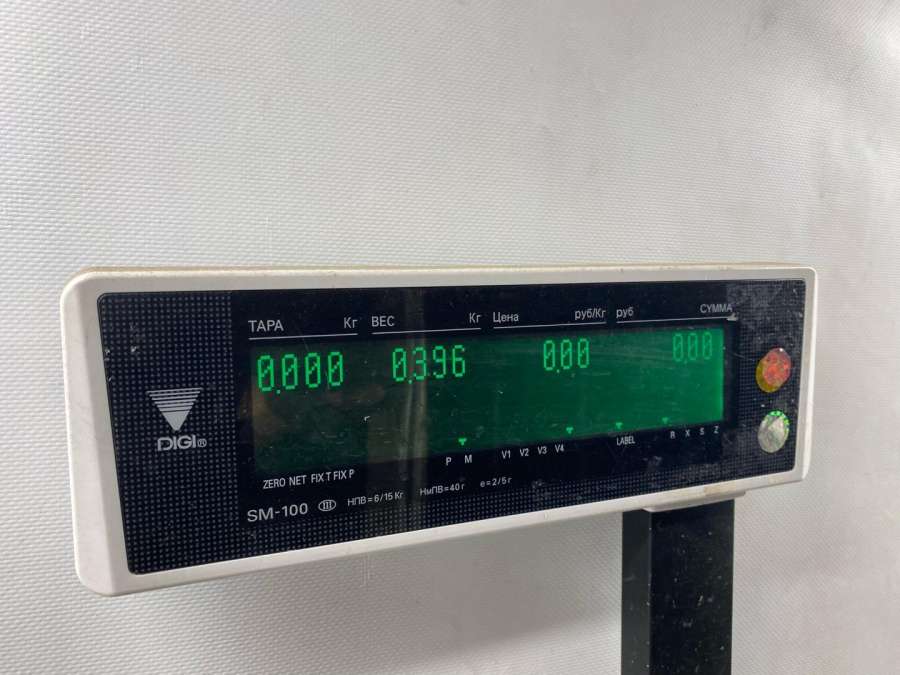 ТАРА Кг ВЕС Кг Цена руб/Кг руб СУММА
0.000 0.396 0.00 0.00
DIGI®
P M V1 V2 V3 V4 LABEL R X S Z
ZERO NET FIX T FIX P
SM-100 III НПВ=6/15 Кг НмПВ=40 г e=2/5 г